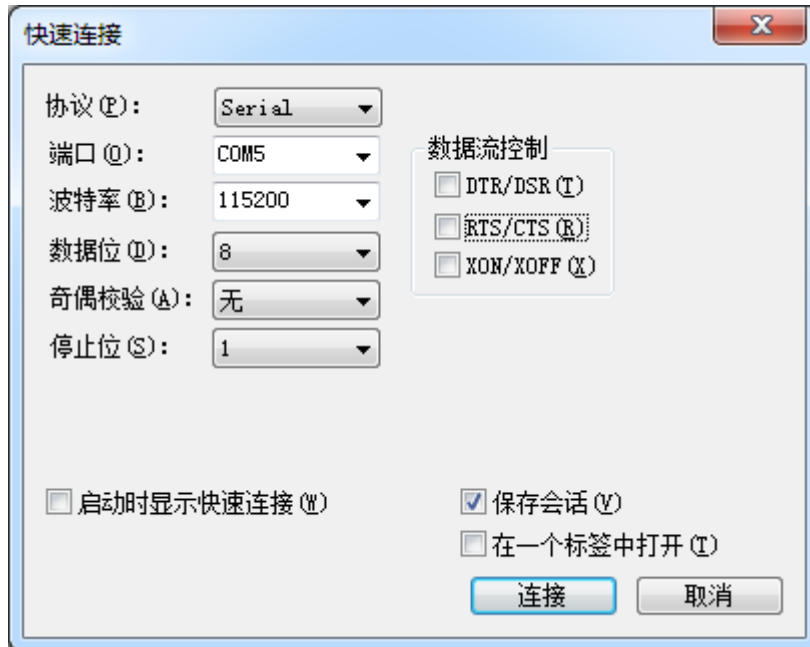 快速连接
协议(P): Serial
端口(O): COM5
波特率(B): 115200
数据位(D): 8
奇偶校验(A): 无
停止位(S): 1
数据流控制
DTR/DSR(T)
RTS/CTS(R)
XON/XOFF(X)
启动时显示快速连接(W)
保存会话(V)
在一个标签中打开(T)
连接
取消